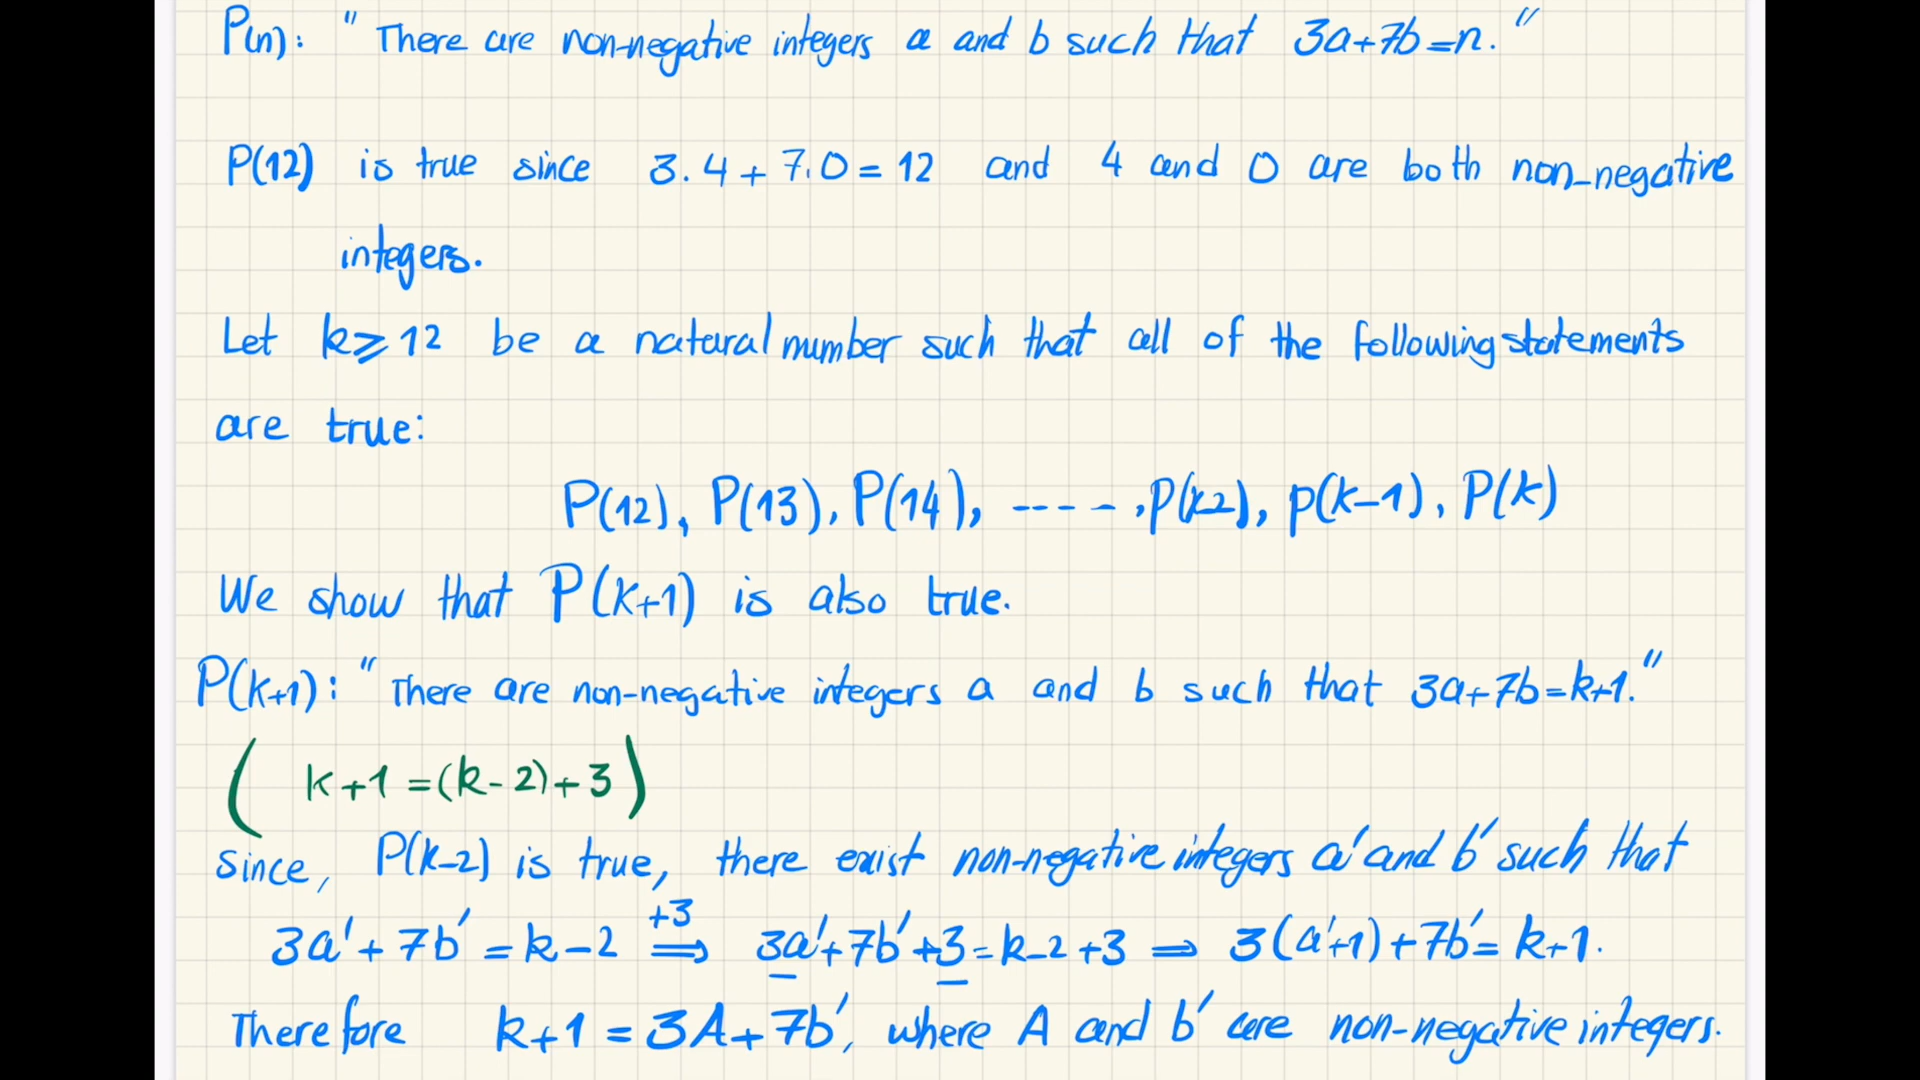 P(n): " There are non-negative integers a and b such that 3a+7b=n."
P(12) is true since 3.4+7.0=12 and 4 and 0 are both non-negative
integers.
Let k⩾12 be a natural number such that all of the following statements
are true:
P(12), P(13), P(14), -----, P(k-2), P(k-1), P(k)
We show that P(k+1) is also true.
P(k+1): "There are non-negative integers a and b such that 3a+7b=k+1."
( k+1=(k-2)+3 )
since, P(k-2) is true, there exist non-negative integers a' and b' such that
3a'+7b'=k-2 +3⟹ 3a'+7b'+3=k-2+3 ⟹ 3(a'+1)+7b'=k+1.
Therefore k+1=3A+7b', where A and b' are non-negative integers.